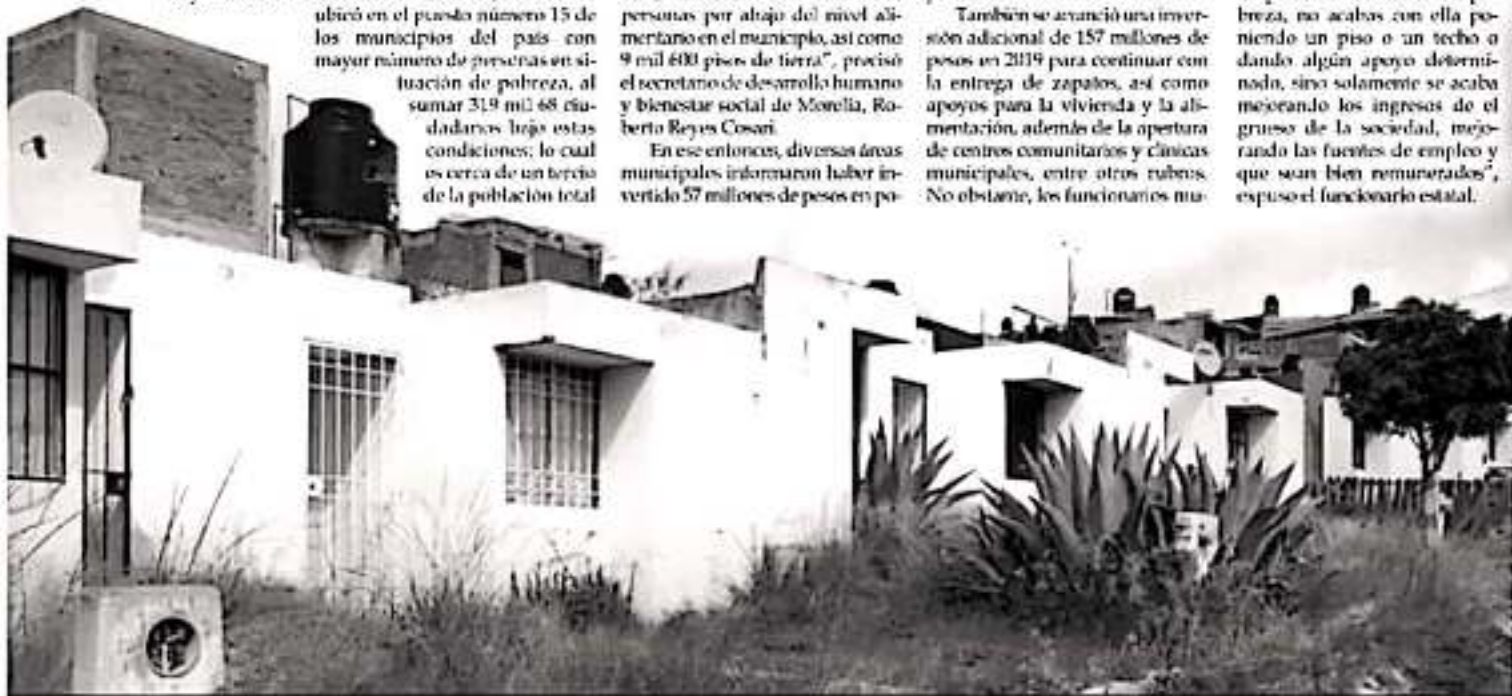 ubicó en el puesto número 15 de
los municipios del país con
mayor número de personas en si-
tuación de pobreza, al
sumar 319 mil 68 ciu-
dadanos bajo estas
condiciones; lo cual
es cerca de un tercio
de la población total
personas por abajo del nivel ali-
mentario en el municipio, así como
9 mil 600 pisos de tierra", precisó
el secretario de desarrollo humano
y bienestar social de Morelia, Ro-
berto Reyes Cosari.
En ese entonces, diversas áreas
municipales informaron haber in-
vertido 57 millones de pesos en po-
También se anunció una inver-
sión adicional de 157 millones de
pesos en 2019 para continuar con
la entrega de zapatos, así como
apoyos para la vivienda y la ali-
mentación, además de la apertura
de centros comunitarios y clínicas
municipales, entre otros rubros.
No obstante, los funcionarios mu-
breza, no acabas con ella po-
niendo un piso o un techo o
dando algún apoyo determi-
nado, sino solamente se acaba
mejorando los ingresos de el
grueso de la sociedad, mejo-
rando las fuentes de empleo y
que sean bien remunerados",
expuso el funcionario estatal.